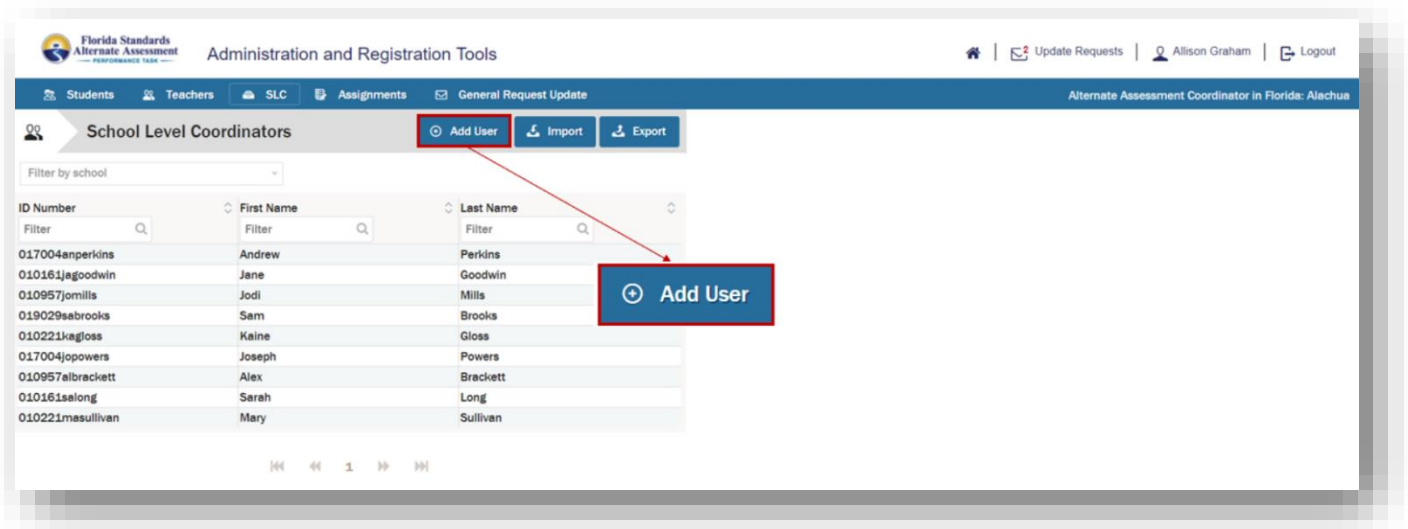 Florida Standards
Alternate Assessment
PERFORMANCE TASK
Administration and Registration Tools
2 Update Requests | Allison Graham | Logout
Students Teachers SLC Assignments General Request Update Alternate Assessment Coordinator in Florida: Alachua
School Level Coordinators Add User Import Export
Filter by school
ID Number First Name Last Name
Filter Filter Filter
017004anperkins Andrew Perkins
010161jagoodwin Jane Goodwin
010957jomills Jodi Mills
019029sabrooks Sam Brooks
010221kagloss Kaine Gloss
017004jopowers Joseph Powers
010957albrackett Alex Brackett
010161salong Sarah Long
010221masullivan Mary Sullivan
Add User
1